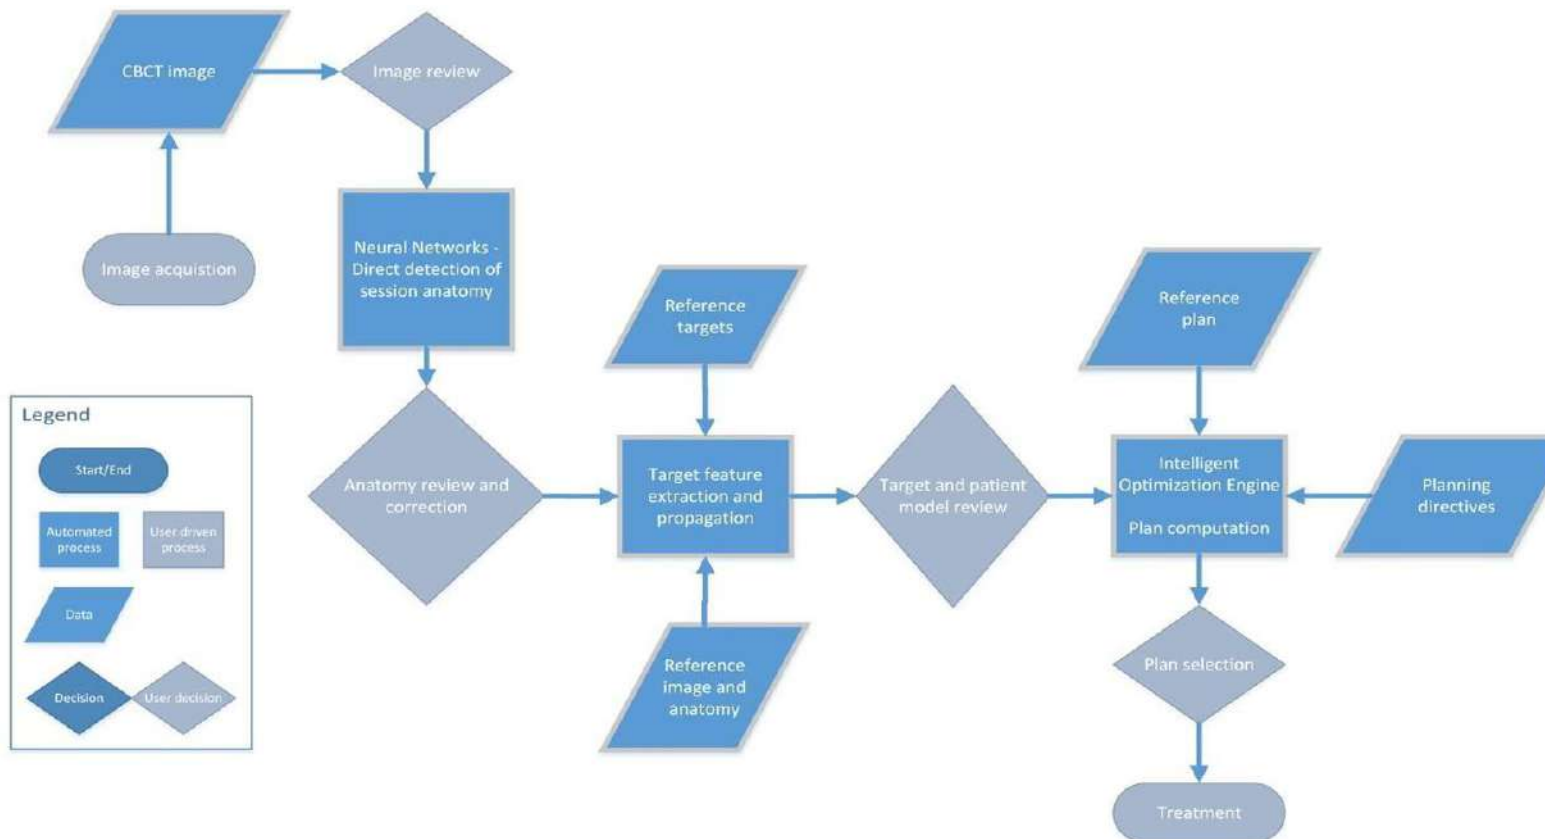 CBCT image
Image review
Image acquistion
Neural Networks -
Direct detection of
session anatomy
Reference
targets
Reference
plan
Legend
Start/End
Automated
process
User driven
process
Data
Decision
User decision
Anatomy review and
correction
Target feature
extraction and
propagation
Target and patient
model review
Intelligent
Optimization Engine
Plan computation
Planning
directives
Reference
image and
anatomy
Plan selection
Treatment